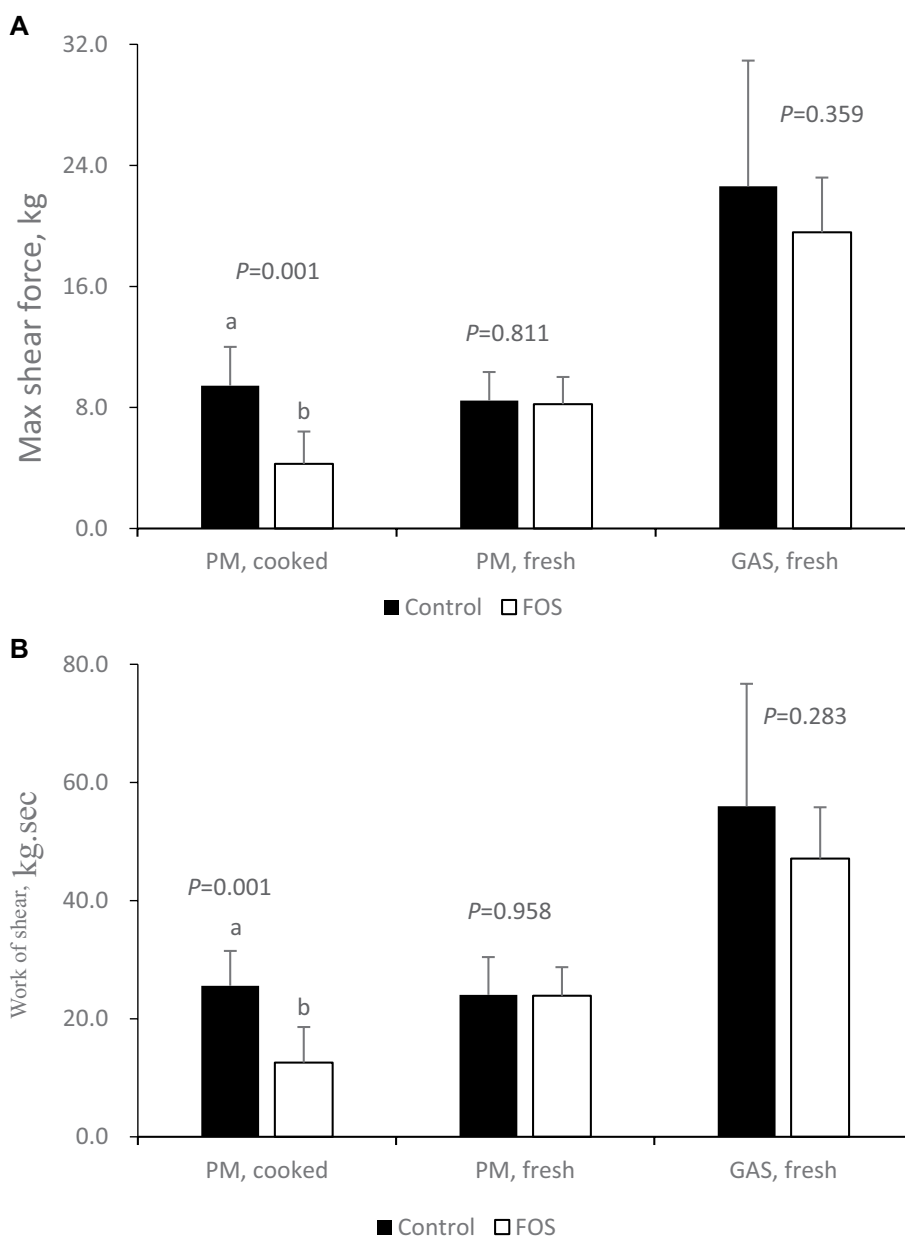 A
32.0
24.0
16.0
8.0
0.0
Max shear force, kg
P=0.001
a
b
P=0.811
P=0.359
PM, cooked
PM, fresh
GAS, fresh
Control FOS
B
80.0
60.0
40.0
20.0
0.0
Work of shear, kg.sec
P=0.001
a
b
P=0.958
P=0.283
PM, cooked
PM, fresh
GAS, fresh
Control FOS